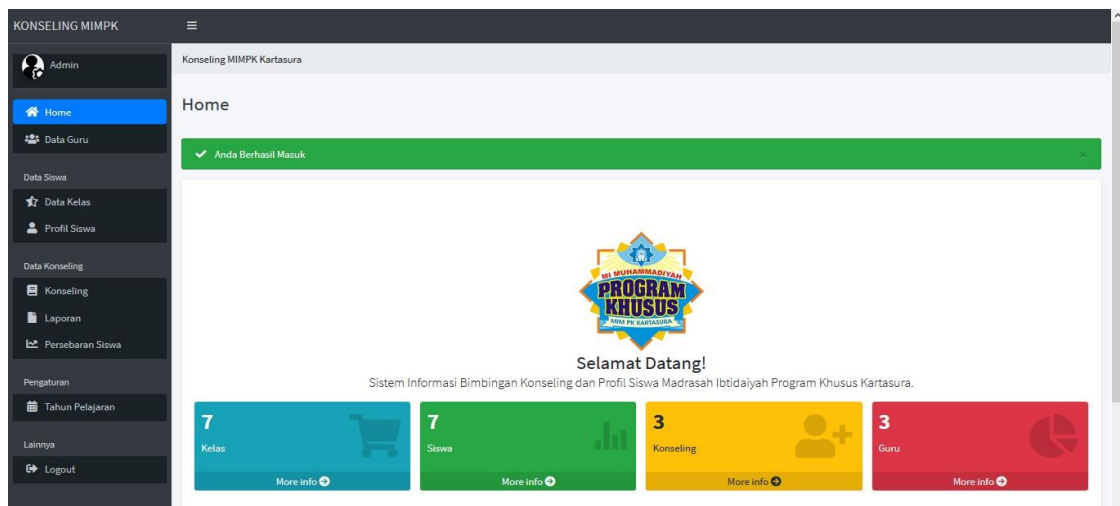 KONSELING MIMPK
Admin
Home
Data Guru
Data Siswa
Data Kelas
Profil Siswa
Data Konseling
Konseling
Laporan
Persebaran Siswa
Pengaturan
Tahun Pelajaran
Lainnya
Logout
Konseling MIMPK Kartasura
Home
Anda Berhasil Masuk
×
MI MUHAMMADIYAH
PROGRAM
KHUSUS
MIM PK KARTASURA
Selamat Datang!
Sistem Informasi Bimbingan Konseling dan Profil Siswa Madrasah Ibtidaiyah Program Khusus Kartasura.
7
Kelas
More info
7
Siswa
More info
3
Konseling
More info
3
Guru
More info